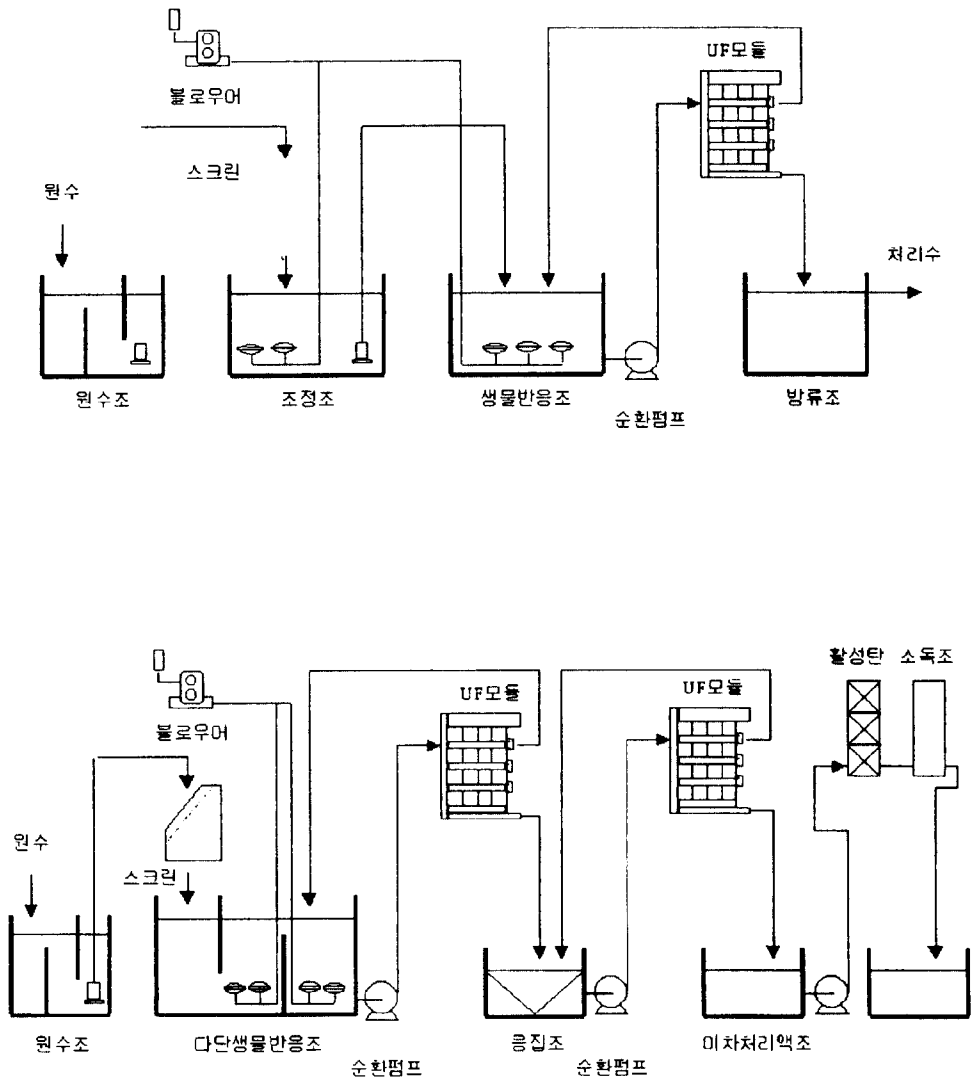 UF모듈
블로우어
스크린
원수
처리수
원수조
조정조
생물반응조
순환펌프
방류조
활성탄
소독조
UF모듈
UF모듈
블로우어
원수
스크린
원수조
다단생물반응조
순환펌프
응집조
순환펌프
이차처리액조